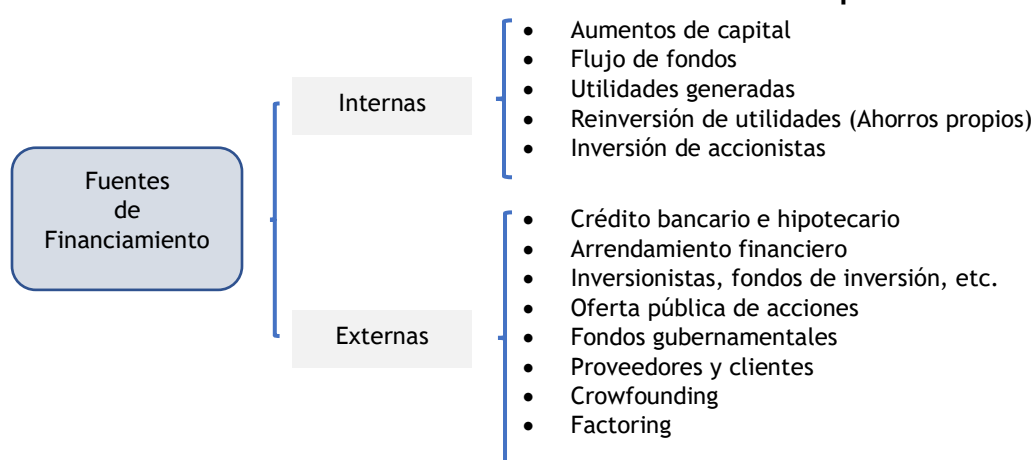 Fuentes
de
Financiamiento
Internas
• Aumentos de capital
• Flujo de fondos
• Utilidades generadas
• Reinversión de utilidades (Ahorros propios)
• Inversión de accionistas
Externas
• Crédito bancario e hipotecario
• Arrendamiento financiero
• Inversionistas, fondos de inversión, etc.
• Oferta pública de acciones
• Fondos gubernamentales
• Proveedores y clientes
• Crowfounding
• Factoring